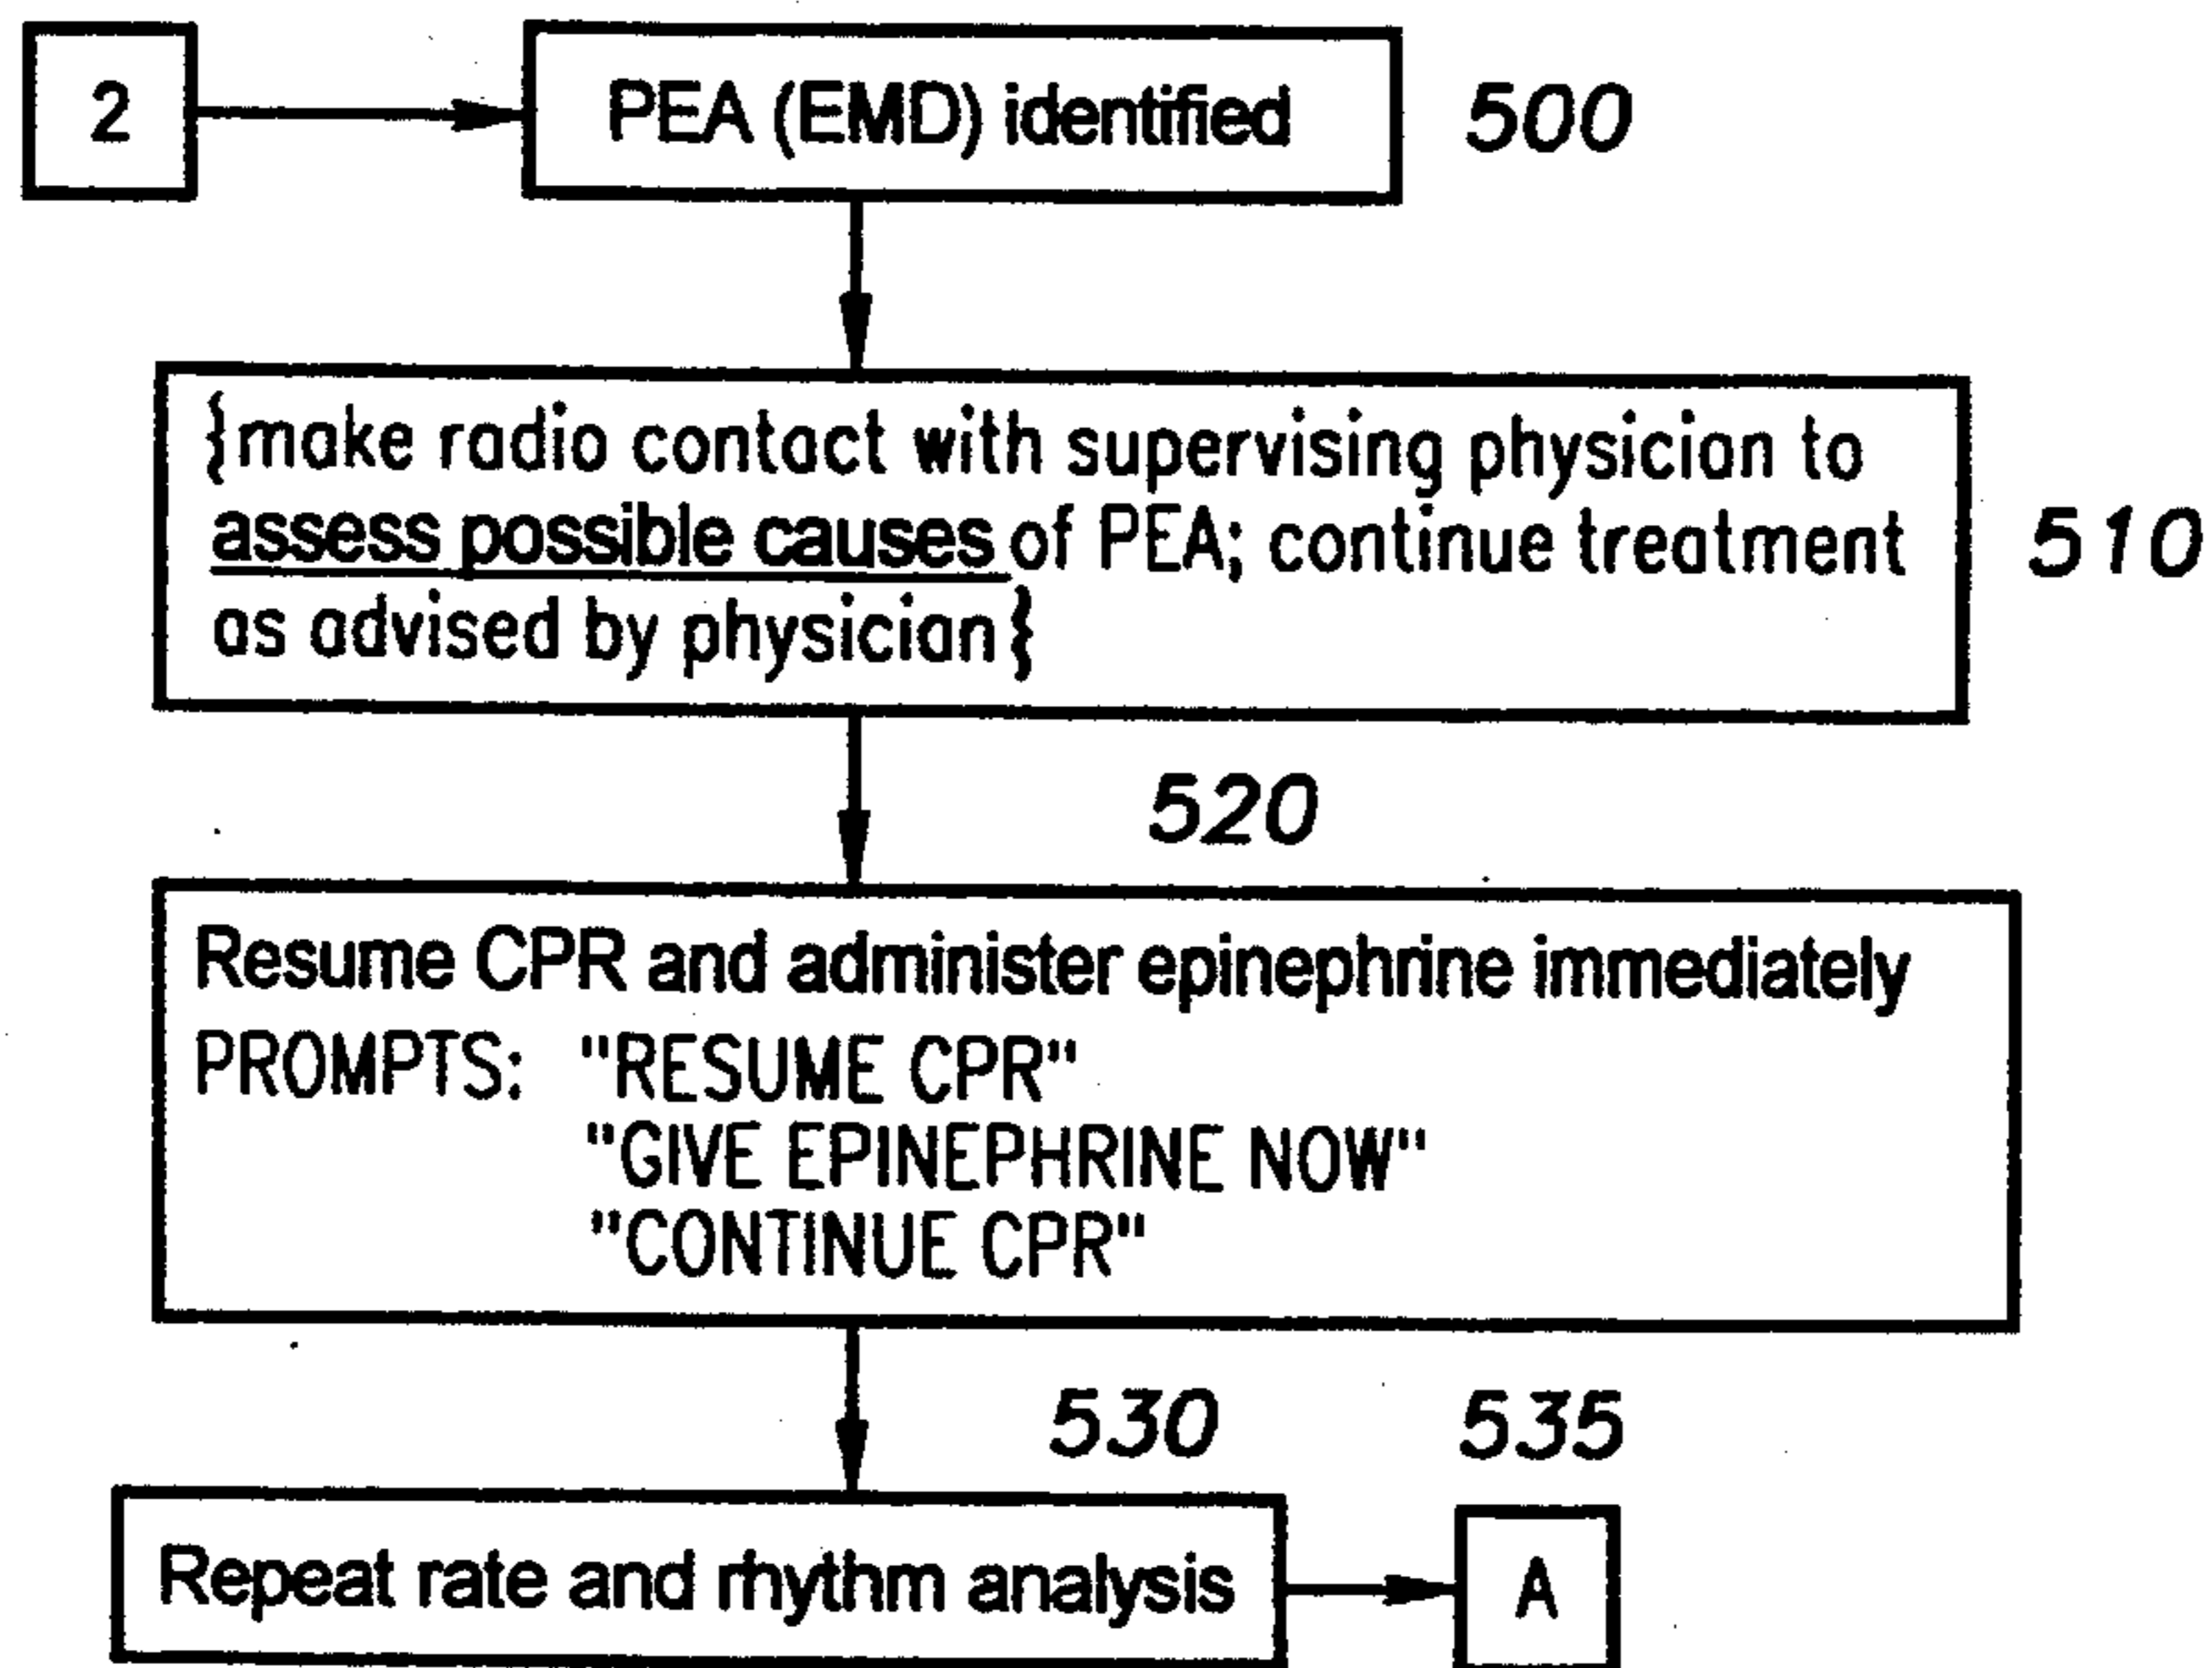 2
PEA (EMD) identified
500
{make radio contact with supervising physician to
assess possible causes of PEA; continue treatment
as advised by physician}
510
520
Resume CPR and administer epinephrine immediately
PROMPTS: "RESUME CPR"
"GIVE EPINEPHRINE NOW"
"CONTINUE CPR"
530
535
Repeat rate and rhythm analysis
A